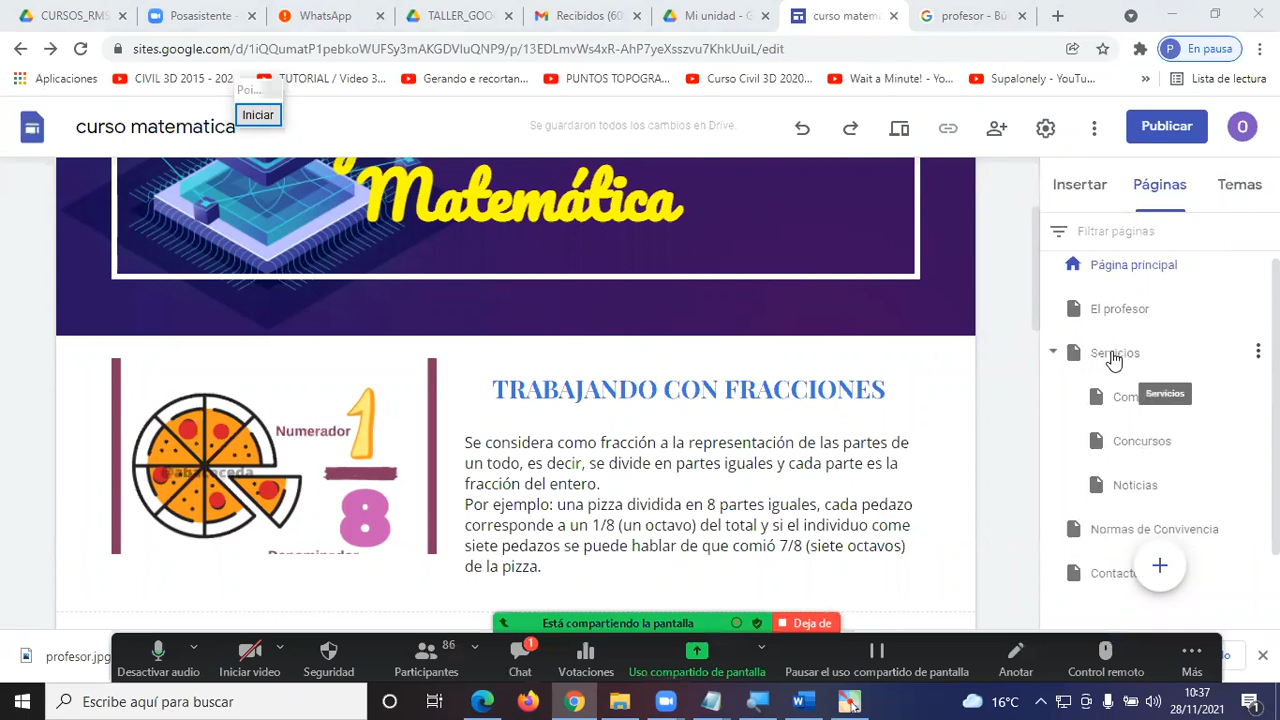 CURSOS_RMS
Posasistente -
WhatsApp
TALLER_GOO
Recibidos (60
Mi unidad - G
curso matem
profesor - Bú
sites.google.com/d/1iQQumatP1pebkoWUFSy3mAKGDVluQNP9/p/13EDLmvWs4xR-AhP7yeXsszvu7KhkUuiL/edit
P En pausa
Aplicaciones
CIVIL 3D 2015 - 202
TUTORIAL / Video 3...
Gerando e recortan...
PUNTOS TOPOGRA...
Curso Civil 3D 2020...
Wait a Minute! - Yo...
Supalonely - YouTu...
»
Lista de lectura
Poi...
Iniciar
curso matematica
Se guardaron todos los cambios en Drive.
Publicar
O
Matemática
Insertar
Páginas
Temas
Filtrar páginas
Página principal
El profesor
Servicios
Com
Servicios
Concursos
Noticias
Normas de Convivencia
Contacto
+
Numerador
1
8
TRABAJANDO CON FRACCIONES
Se considera como fracción a la representación de las partes de
un todo, es decir, se divide en partes iguales y cada parte es la
fracción del entero.
Por ejemplo: una pizza dividida en 8 partes iguales, cada pedazo
corresponde a un 1/8 (un octavo) del total y si el individuo come
siete pedazos se puede hablar de que comió 7/8 (siete octavos)
de la pizza.
Está compartiendo la pantalla
Deja de
profesor.jpg
86
1
Desactivar audio
Iniciar video
Seguridad
Participantes
Chat
Votaciones
Uso compartido de pantalla
Pausar el uso compartido de pantalla
Anotar
Control remoto
Más
Escribe aquí para buscar
16°C
10:37
28/11/2021
1